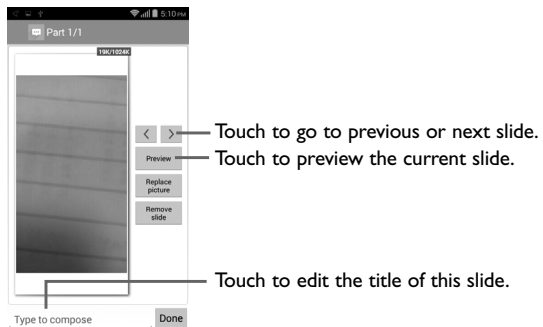 5:10 PM
Part 1/1
19K/1024K
Touch to go to previous or next slide.
Preview
Touch to preview the current slide.
Replace
picture
Remove
slide
Touch to edit the title of this slide.
Type to compose
Done